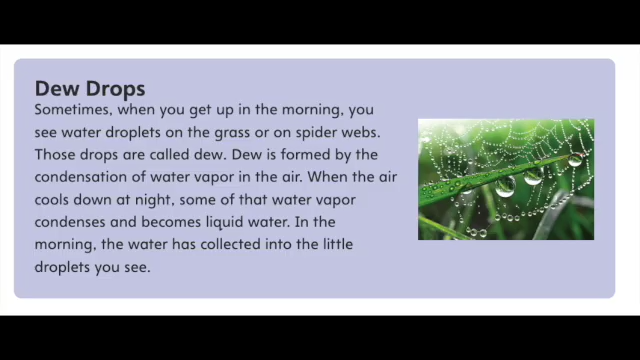 Dew Drops
Sometimes, when you get up in the morning, you
see water droplets on the grass or on spider webs.
Those drops are called dew. Dew is formed by the
condensation of water vapor in the air. When the air
cools down at night, some of that water vapor
condenses and becomes liquid water. In the
morning, the water has collected into the little
droplets you see.